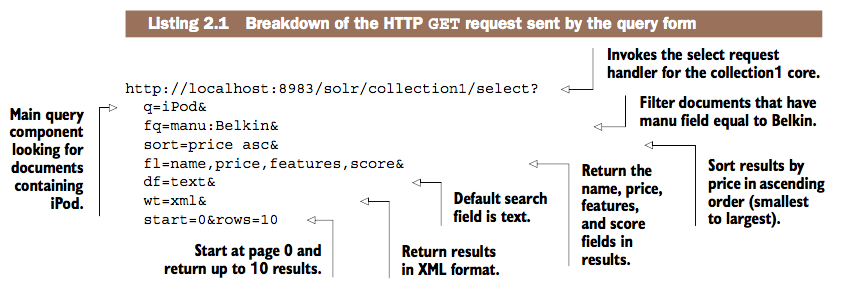 Listing 2.1 Breakdown of the HTTP GET request sent by the query form
Invokes the select request
handler for the collection1 core.
http://localhost:8983/solr/collection1/select?
q=iPod&
fq=manu:Belkin&
sort=price asc&
fl=name,price,features,score&
df=text&
wt=xml&
start=0&rows=10
Main query
component
looking for
documents
containing
iPod.
Filter documents that have
manu field equal to Belkin.
Sort results by
price in ascending
order (smallest
to largest).
Return the
name, price,
features,
and score
fields in
results.
Default search
field is text.
Return results
in XML format.
Start at page 0 and
return up to 10 results.